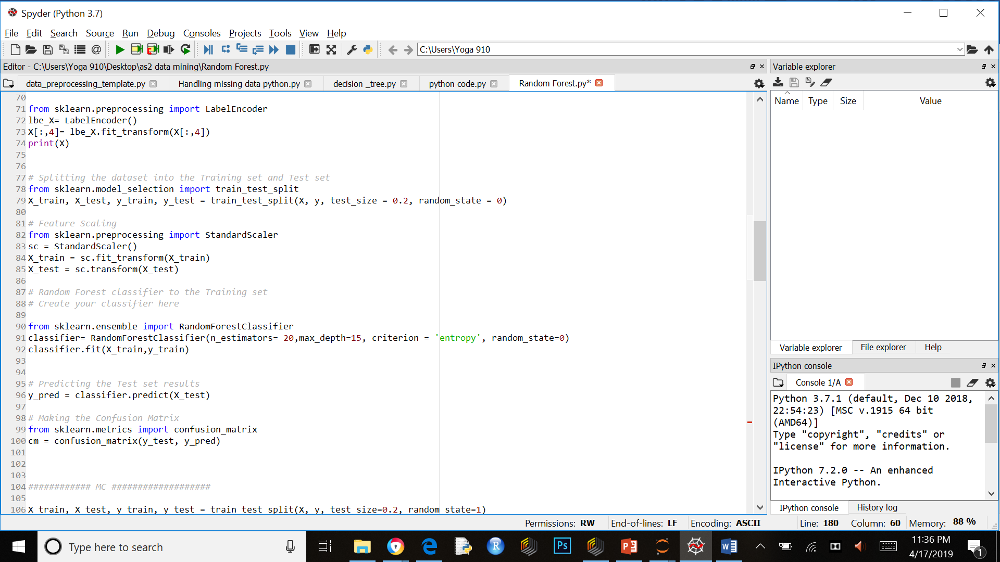 Spyder (Python 3.7)
File Edit Search Source Run Debug Consoles Projects Tools View Help
C:\Users\Yoga 910
Editor - C:\Users\Yoga 910\Desktop\as2 data mining\Random Forest.py
data_preprocessing_template.py Handling missing data python.py decision _tree.py python code.py Random Forest.py*
70
71 from sklearn.preprocessing import LabelEncoder
72 lbe_X= LabelEncoder()
73 X[:,4]= lbe_X.fit_transform(X[:,4])
74 print(X)
75
76
77 # Splitting the dataset into the Training set and Test set
78 from sklearn.model_selection import train_test_split
79 X_train, X_test, y_train, y_test = train_test_split(X, y, test_size = 0.2, random_state = 0)
80
81 # Feature Scaling
82 from sklearn.preprocessing import StandardScaler
83 sc = StandardScaler()
84 X_train = sc.fit_transform(X_train)
85 X_test = sc.transform(X_test)
86
87 # Random Forest classifier to the Training set
88 # Create your classifier here
89
90 from sklearn.ensemble import RandomForestClassifier
91 classifier= RandomForestClassifier(n_estimators= 20,max_depth=15, criterion = 'entropy', random_state=0)
92 classifier.fit(X_train,y_train)
93
94
95 # Predicting the Test set results
96 y_pred = classifier.predict(X_test)
97
98 # Making the Confusion Matrix
99 from sklearn.metrics import confusion_matrix
100 cm = confusion_matrix(y_test, y_pred)
101
102
103
104 ############ MC ###################
105
106 X_train, X_test, y_train, y_test = train_test_split(X, y, test_size=0.2, random_state=1)
Variable explorer
Name Type Size Value
Variable explorer File explorer Help
IPython console
Console 1/A
Python 3.7.1 (default, Dec 10 2018,
22:54:23) [MSC v.1915 64 bit
(AMD64)]
Type "copyright", "credits" or
"license" for more information.
IPython 7.2.0 -- An enhanced
Interactive Python.
IPython console History log
Permissions: RW End-of-lines: LF Encoding: ASCII Line: 180 Column: 60 Memory: 88 %
Type here to search
R
Ps
P
W
11:36 PM
4/17/2019
1